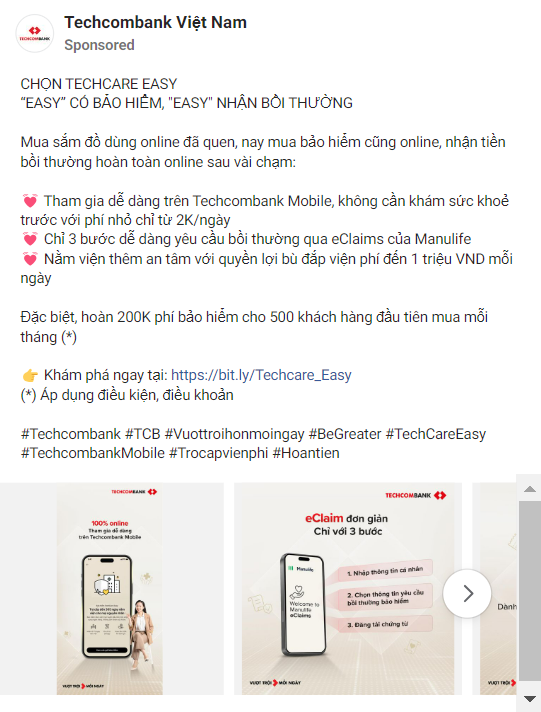 Techcombank Việt Nam
Sponsored
CHỌN TECHCARE EASY
“EASY” CÓ BẢO HIỂM, "EASY" NHẬN BỒI THƯỜNG
Mua sắm đồ dùng online đã quen, nay mua bảo hiểm cũng online, nhận tiền
bồi thường hoàn toàn online sau vài chạm:
💓 Tham gia dễ dàng trên Techcombank Mobile, không cần khám sức khoẻ
trước với phí nhỏ chỉ từ 2K/ngày
💓 Chỉ 3 bước dễ dàng yêu cầu bồi thường qua eClaims của Manulife
💓 Nằm viện thêm an tâm với quyền lợi bù đắp viện phí đến 1 triệu VND mỗi
ngày
Đặc biệt, hoàn 200K phí bảo hiểm cho 500 khách hàng đầu tiên mua mỗi
tháng (*)
👉 Khám phá ngay tại: https://bit.ly/Techcare_Easy
(*) Áp dụng điều kiện, điều khoản
#Techcombank #TCB #Vuottroihonmoingay #BeGreater #TechCareEasy
#TechcombankMobile #Trocapvienphi #Hoantien
TECHCOMBANK
100% online
Tham gia dễ dàng
trên Techcombank Mobile
VƯỢT TRỘI MỖI NGÀY
TECHCOMBANK
eClaim đơn giản
Chỉ với 3 bước
Manulife
Welcome to
Manulife
eClaims
1. Nhập thông tin cá nhân
2. Chọn thông tin yêu cầu
bồi thường bảo hiểm
3. Đăng tải chứng từ
VƯỢT TRỘI MỖI NGÀY
Dành
VƯỢT TRỘI